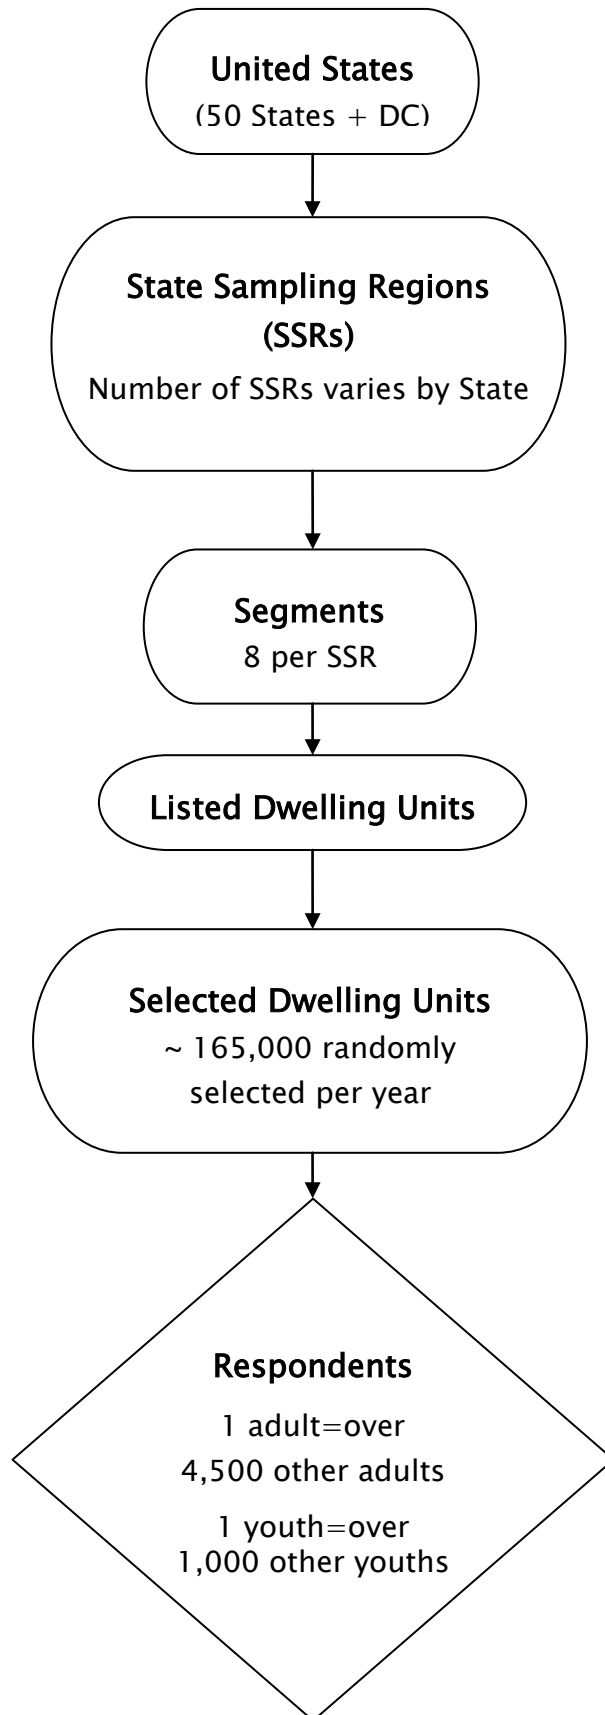 United States
(50 States + DC)
State Sampling Regions
(SSRs)
Number of SSRs varies by State
Segments
8 per SSR
Listed Dwelling Units
Selected Dwelling Units
~ 165,000 randomly
selected per year
Respondents
1 adult=over
4,500 other adults
1 youth=over
1,000 other youths